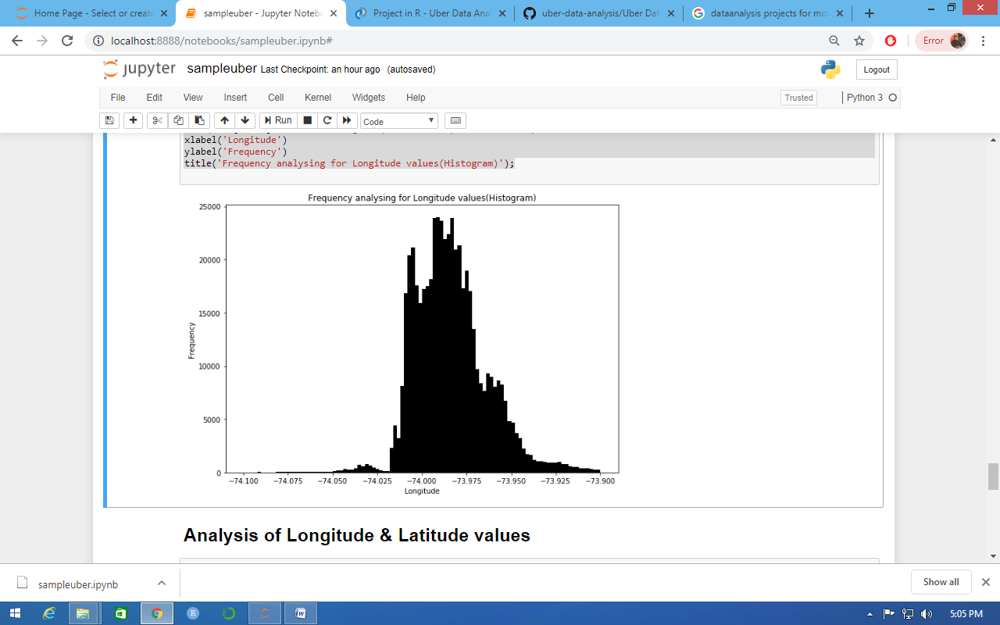 Home Page - Select or create
sampleuber - Jupyter Notebo
Project in R - Uber Data Anal
uber-data-analysis/Uber Dat
dataanalysis projects for mov
localhost:8888/notebooks/sampleuber.ipynb#
Error
jupyter sampleuber Last Checkpoint: an hour ago (autosaved)
Logout
File Edit View Insert Cell Kernel Widgets Help
Trusted
Python 3
Run
Code
xlabel('Longitude')
ylabel('Frequency')
title('Frequency analysing for Longitude values(Histogram)');
Frequency analysing for Longitude values(Histogram)
25000
20000
15000
10000
5000
0
Frequency
−74.100 −74.075 −74.050 −74.025 −74.000 −73.975 −73.950 −73.925 −73.900
Longitude
Analysis of Longitude & Latitude values
sampleuber.ipynb
Show all
5:05 PM